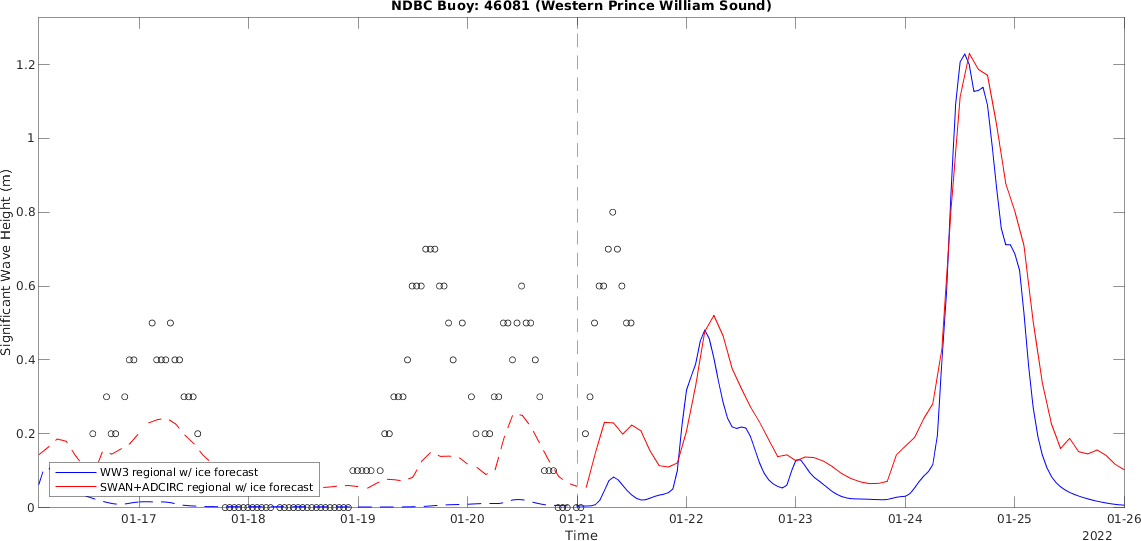 NDBC Buoy: 46081 (Western Prince William Sound)
Significant Wave Height (m)
1.2
1
0.8
0.6
0.4
0.2
0
WW3 regional w/ ice forecast
SWAN+ADCIRC regional w/ ice forecast
01-17 01-18 01-19 01-20 01-21 01-22 01-23 01-24 01-25 01-26
Time
2022